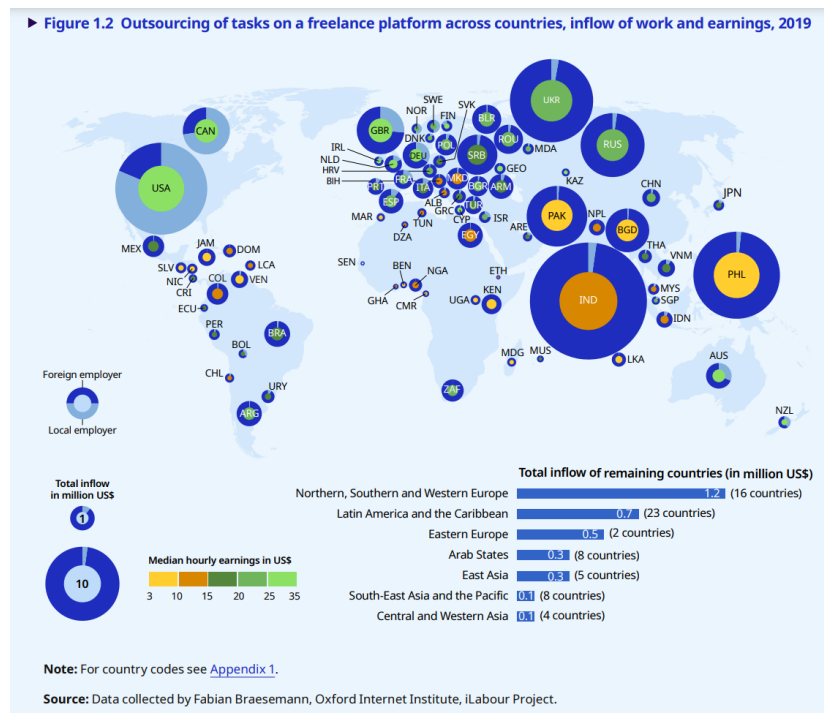 ▶ Figure 1.2 Outsourcing of tasks on a freelance platform across countries, inflow of work and earnings, 2019
UKR
SWE
NOR
FIN
SVK
BLR
CAN
GBR
DNK
POL
ROU
MDA
RUS
IRL
DEU
SRB
NLD
GEO
HRV
FRA
MKD
KAZ
BIH
PRT
ITA
BGR
ARM
USA
ESP
ALB
TUR
CHN
JPN
GRC
MAR
TUN
CYP
ISR
PAK
NPL
DZA
EGY
ARE
BGD
MEX
JAM
DOM
THA
SLV
LCA
SEN
BEN
NGA
ETH
VNM
PHL
NIC
COL
VEN
CRI
GHA
CMR
UGA
KEN
IND
MYS
SGP
ECU
IDN
PER
BRA
BOL
MDG
MUS
LKA
AUS
CHL
URY
ZAF
ARG
NZL
Foreign employer
Local employer
Total inflow
in million US$
1
10
Median hourly earnings in US$
3 10 15 20 25 35
Total inflow of remaining countries (in million US$)
Northern, Southern and Western Europe 1.2 (16 countries)
Latin America and the Caribbean 0.7 (23 countries)
Eastern Europe 0.5 (2 countries)
Arab States 0.3 (8 countries)
East Asia 0.3 (5 countries)
South-East Asia and the Pacific 0.1 (8 countries)
Central and Western Asia 0.1 (4 countries)
Note: For country codes see Appendix 1.
Source: Data collected by Fabian Braesemann, Oxford Internet Institute, iLabour Project.